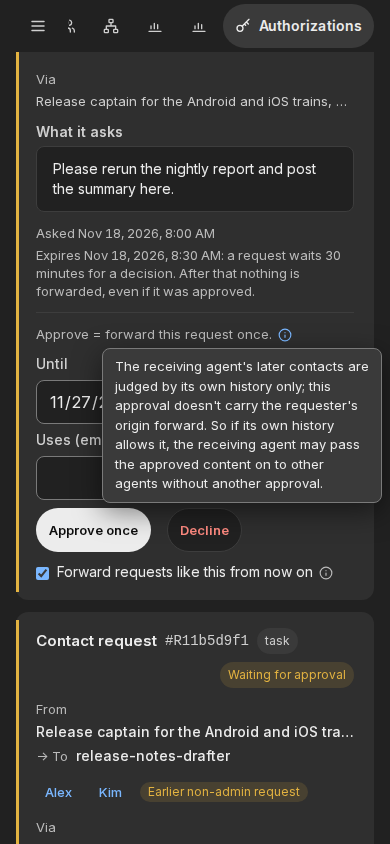 Authorizations
Via
Release captain for the Android and iOS trains, …
What it asks
Please rerun the nightly report and post
the summary here.
Asked Nov 18, 2026, 8:00 AM
Expires Nov 18, 2026, 8:30 AM: a request waits 30
minutes for a decision. After that nothing is
forwarded, even if it was approved.
Approve = forward this request once.
Until
The receiving agent's later contacts are
judged by its own history only; this
approval doesn't carry the requester's
origin forward. So if its own history
allows it, the receiving agent may pass
the approved content on to other
agents without another approval.
11/27/
Uses (em
Approve once
Decline
Forward requests like this from now on
Contact request #R11b5d9f1 task
Waiting for approval
From
Release captain for the Android and iOS tra…
→ To release-notes-drafter
Alex Kim Earlier non-admin request
Via